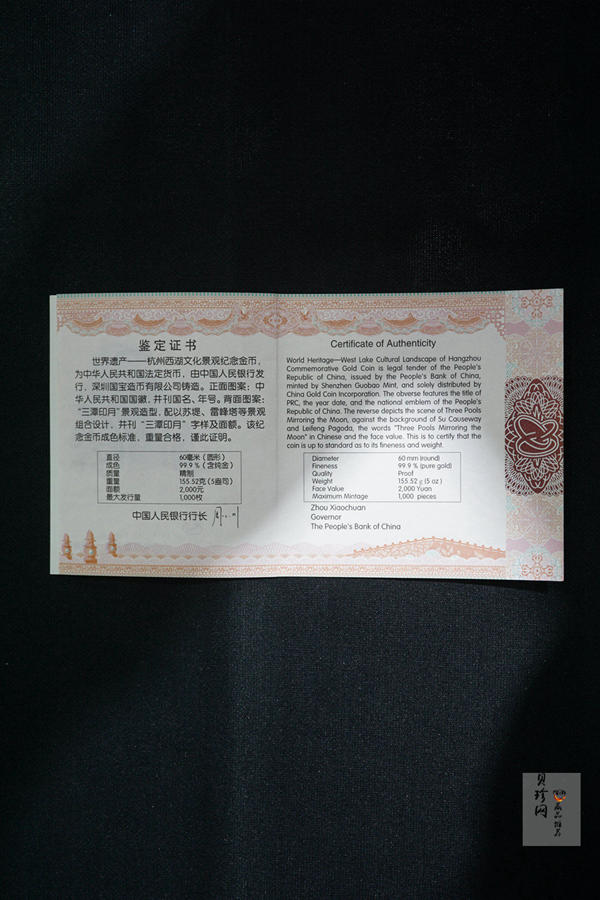 鉴定证书
世界遗产——杭州西湖文化景观纪念金币，
为中华人民共和国法定货币，由中国人民银行发
行，深圳国宝造币有限公司铸造。正面图案：中
华人民共和国国徽，并刊国名、年号。背面图案：
“三潭印月”景观造型，配以苏堤、雷峰塔等景观
组合设计，并刊“三潭印月”字样及面额。该纪
念金币成色标准，重量合格，谨此证明。
直径 60毫米（圆形）
成色 99.9％（含纯金）
质量 精制
重量 155.52克（5盎司）
面额 2,000元
最大发行量 1,000枚
中国人民银行行长
Certificate of Authenticity
World Heritage—West Lake Cultural Landscape of Hangzhou
Commemorative Gold Coin is legal tender of the People's
Republic of China, issued by the People's Bank of China,
minted by Shenzhen Guobao Mint, and solely distributed by
China Gold Coin Incorporation. The obverse features the title of
PRC, the year date, and the national emblem of the People's
Republic of China. The reverse depicts the scene of Three Pools
Mirroring the Moon, against the background of Su Causeway
and Leifeng Pagoda, the words "Three Pools Mirroring the
Moon" in Chinese and the face value. This is to certify that the
coin is up to standard as to its fineness and weight.
Diameter 60 mm (round)
Fineness 99.9 % (pure gold)
Quality Proof
Weight 155.52 g (5 oz)
Face Value 2,000 Yuan
Maximum Mintage 1,000 pieces
Zhou Xiaochuan
Governor
The People's Bank of China
贝珍网
藏品推荐